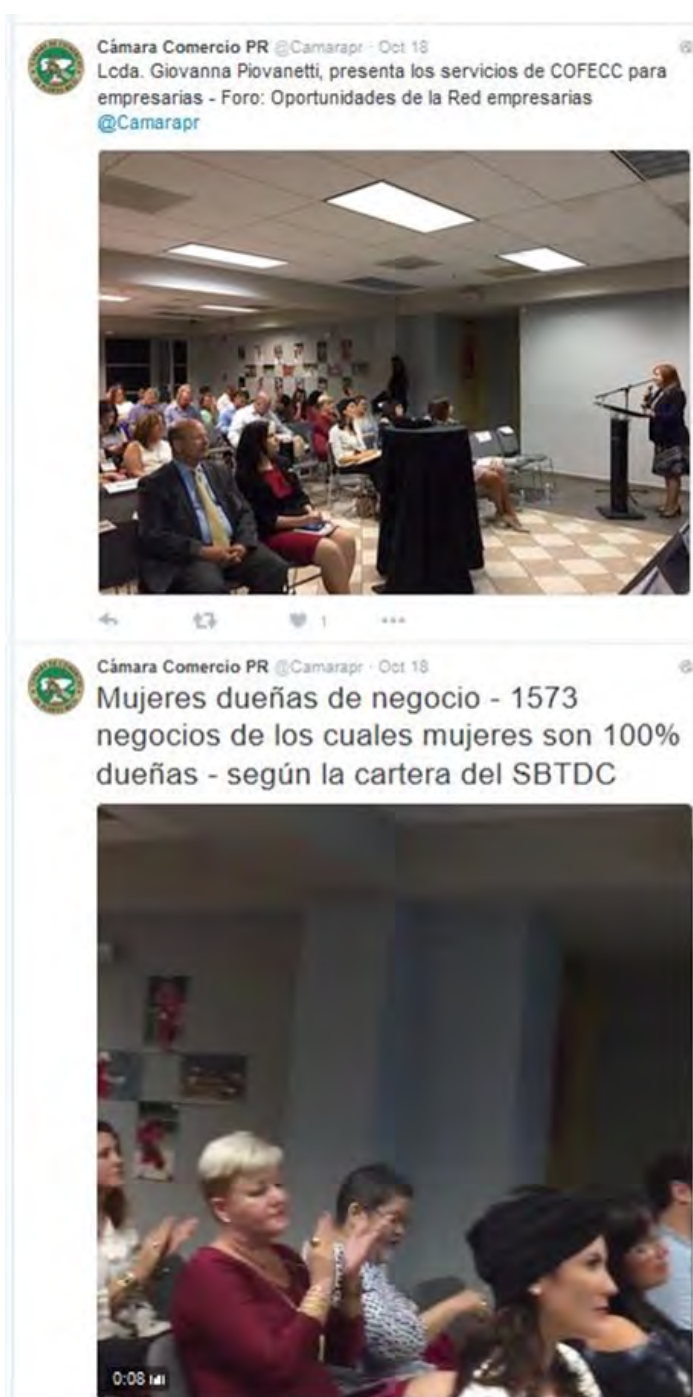 Cámara Comercio PR @Camarapr · Oct 18
Lcda. Giovanna Piovanetti, presenta los servicios de COFECC para
empresarias - Foro: Oportunidades de la Red empresarias
@Camarapr
1
Cámara Comercio PR @Camarapr · Oct 18
Mujeres dueñas de negocio - 1573
negocios de los cuales mujeres son 100%
dueñas - según la cartera del SBTDC
0:08